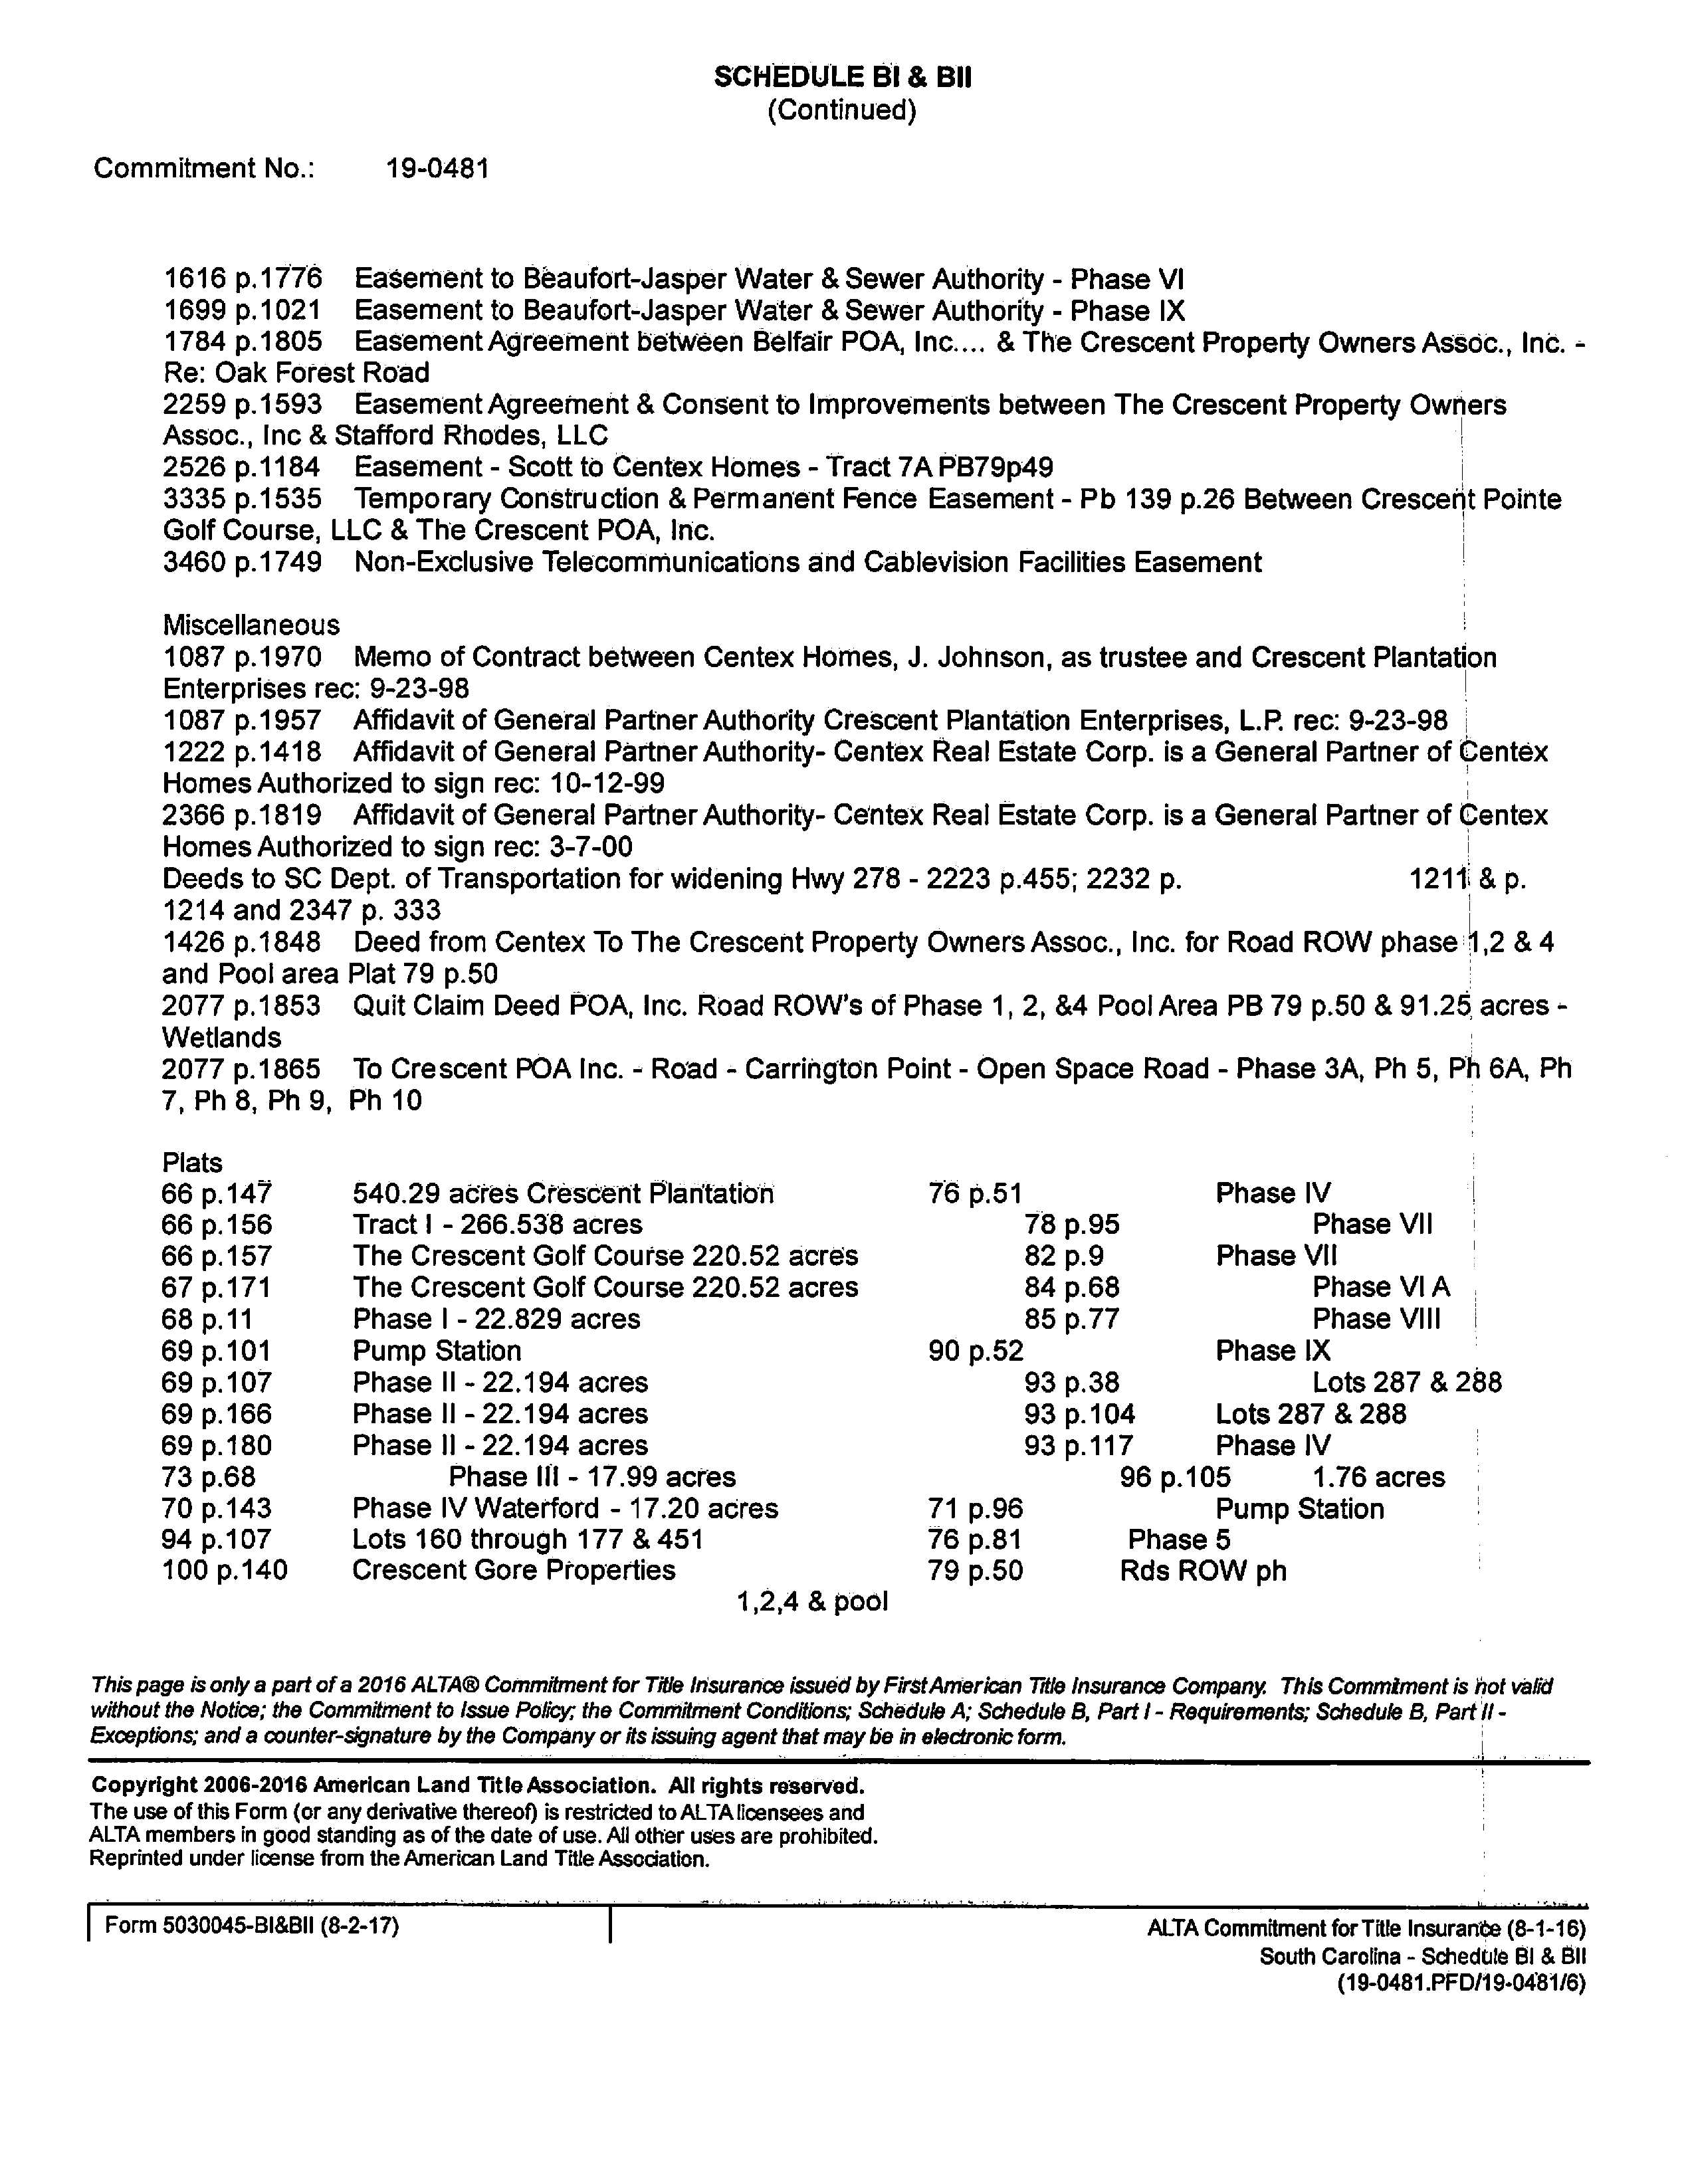 SCHEDULE BI & BII
(Continued)
Commitment No.: 19-0481
1616 p.1776 Easement to Beaufort-Jasper Water & Sewer Authority - Phase VI
1699 p.1021 Easement to Beaufort-Jasper Water & Sewer Authority - Phase IX
1784 p.1805 Easement Agreement between Belfair POA, Inc.... & The Crescent Property Owners Assoc., Inc. -
Re: Oak Forest Road
2259 p.1593 Easement Agreement & Consent to Improvements between The Crescent Property Owners
Assoc., Inc & Stafford Rhodes, LLC
2526 p.1184 Easement - Scott to Centex Homes - Tract 7A PB79p49
3335 p.1535 Temporary Construction & Permanent Fence Easement - Pb 139 p.26 Between Crescent Pointe
Golf Course, LLC & The Crescent POA, Inc.
3460 p.1749 Non-Exclusive Telecommunications and Cablevision Facilities Easement
Miscellaneous
1087 p.1970 Memo of Contract between Centex Homes, J. Johnson, as trustee and Crescent Plantation
Enterprises rec: 9-23-98
1087 p.1957 Affidavit of General Partner Authority Crescent Plantation Enterprises, L.P. rec: 9-23-98
1222 p.1418 Affidavit of General Partner Authority- Centex Real Estate Corp. is a General Partner of Centex
Homes Authorized to sign rec: 10-12-99
2366 p.1819 Affidavit of General Partner Authority- Centex Real Estate Corp. is a General Partner of Centex
Homes Authorized to sign rec: 3-7-00
Deeds to SC Dept. of Transportation for widening Hwy 278 - 2223 p.455; 2232 p. 1211 & p.
1214 and 2347 p. 333
1426 p.1848 Deed from Centex To The Crescent Property Owners Assoc., Inc. for Road ROW phase 1,2 & 4
and Pool area Plat 79 p.50
2077 p.1853 Quit Claim Deed POA, Inc. Road ROW's of Phase 1, 2, &4 Pool Area PB 79 p.50 & 91.25 acres -
Wetlands
2077 p.1865 To Crescent POA Inc. - Road - Carrington Point - Open Space Road - Phase 3A, Ph 5, Ph 6A, Ph
7, Ph 8, Ph 9, Ph 10
Plats
66 p.147 540.29 acres Crescent Plantation 76 p.51 Phase IV
66 p.156 Tract I - 266.538 acres 78 p.95 Phase VII
66 p.157 The Crescent Golf Course 220.52 acres 82 p.9 Phase VII
67 p.171 The Crescent Golf Course 220.52 acres 84 p.68 Phase VI A
68 p.11 Phase I - 22.829 acres 85 p.77 Phase VIII
69 p.101 Pump Station 90 p.52 Phase IX
69 p.107 Phase II - 22.194 acres 93 p.38 Lots 287 & 288
69 p.166 Phase II - 22.194 acres 93 p.104 Lots 287 & 288
69 p.180 Phase II - 22.194 acres 93 p.117 Phase IV
73 p.68 Phase III - 17.99 acres 96 p.105 1.76 acres
70 p.143 Phase IV Waterford - 17.20 acres 71 p.96 Pump Station
94 p.107 Lots 160 through 177 & 451 76 p.81 Phase 5
100 p.140 Crescent Gore Properties 79 p.50 Rds ROW ph
1,2,4 & pool
This page is only a part of a 2016 ALTA® Commitment for Title Insurance issued by First American Title Insurance Company. This Commitment is not valid
without the Notice; the Commitment to Issue Policy; the Commitment Conditions; Schedule A; Schedule B, Part I - Requirements; Schedule B, Part II -
Exceptions; and a counter-signature by the Company or its issuing agent that may be in electronic form.
Copyright 2006-2016 American Land Title Association. All rights reserved.
The use of this Form (or any derivative thereof) is restricted to ALTA licensees and
ALTA members in good standing as of the date of use. All other uses are prohibited.
Reprinted under license from the American Land Title Association.
Form 5030045-BI&BII (8-2-17)
ALTA Commitment for Title Insurance (8-1-16)
South Carolina - Schedule BI & BII
(19-0481.PFD/19-0481/6)